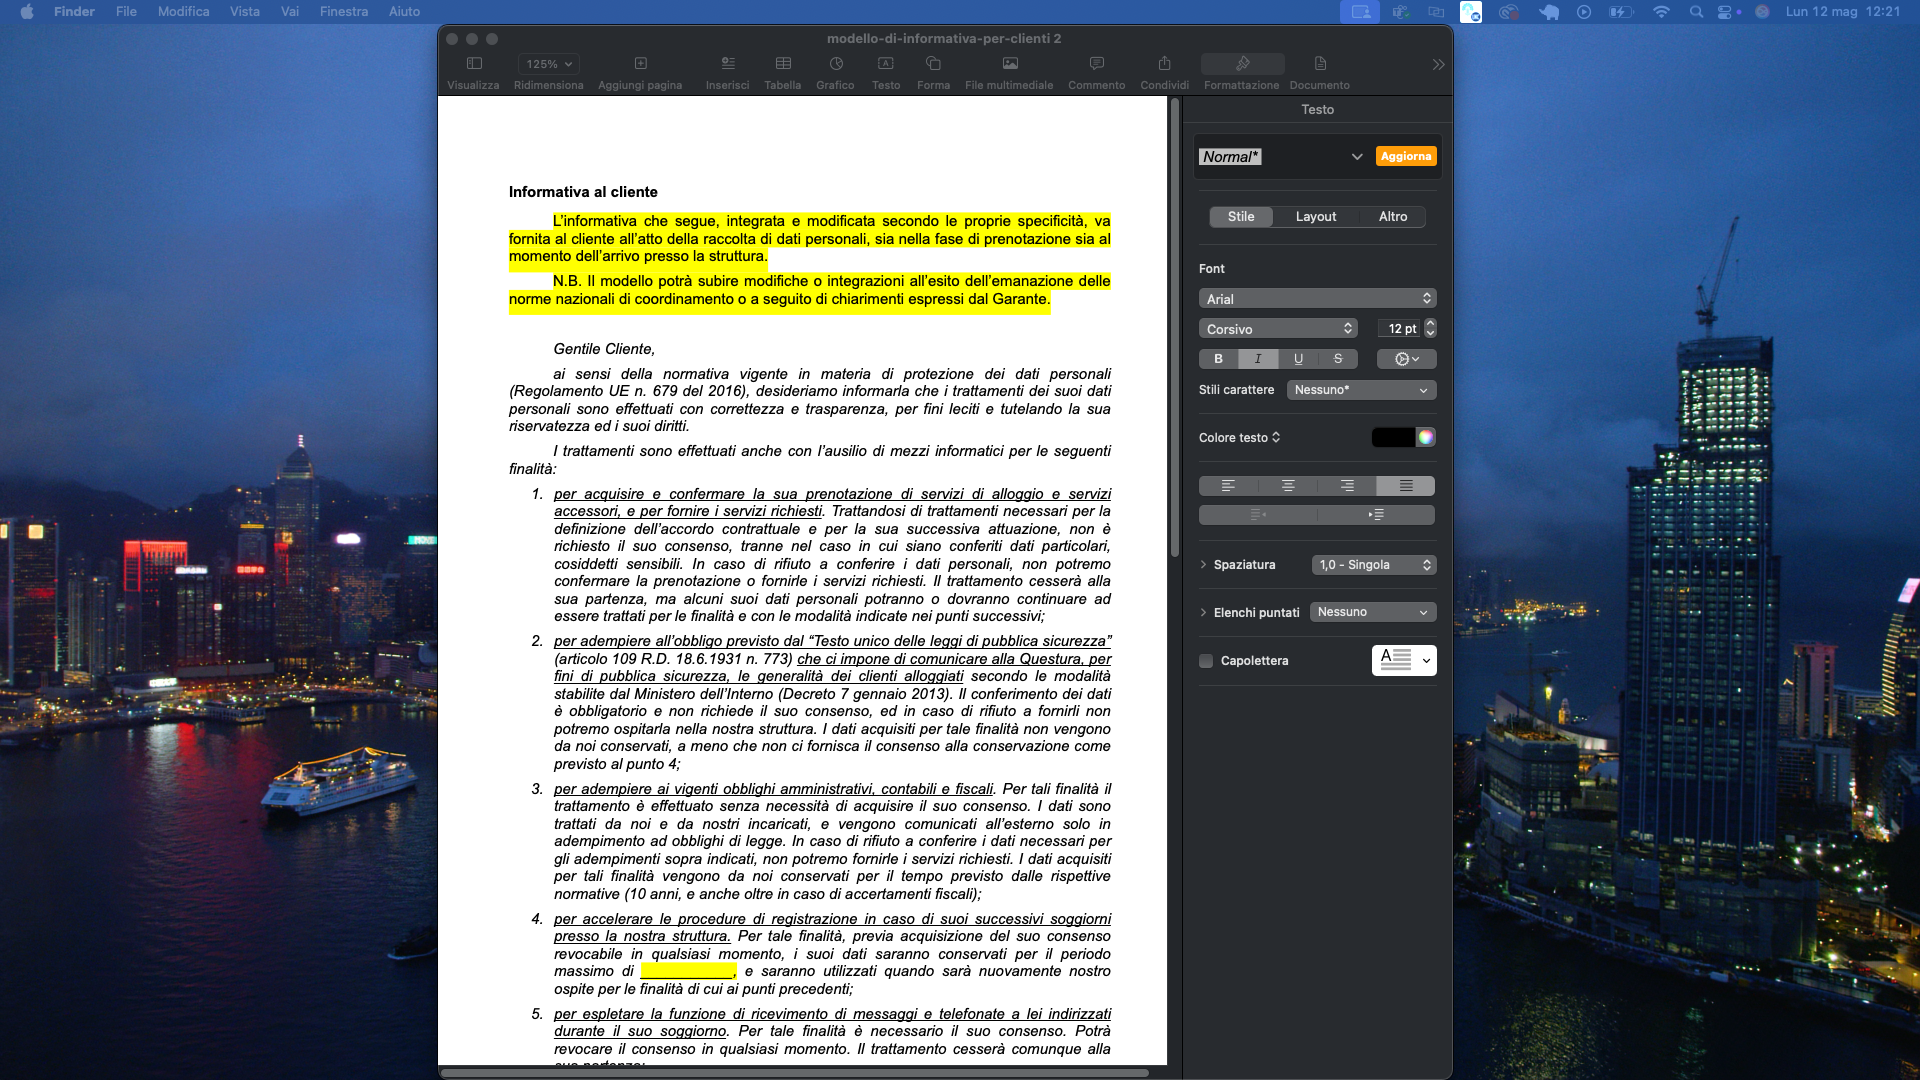 Finder File Modifica Vista Vai Finestra Aiuto Lun 12 mag 12:21
modello-di-informativa-per-clienti 2
125%
Visualizza Ridimensiona Aggiungi pagina Inserisci Tabella Grafico Testo Forma File multimediale Commento Condividi Formattazione Documento
Informativa al cliente
L’informativa che segue, integrata e modificata secondo le proprie specificità, va
fornita al cliente all’atto della raccolta di dati personali, sia nella fase di prenotazione sia al
momento dell’arrivo presso la struttura.
N.B. Il modello potrà subire modifiche o integrazioni all’esito dell’emanazione delle
norme nazionali di coordinamento o a seguito di chiarimenti espressi dal Garante.
Gentile Cliente,
ai sensi della normativa vigente in materia di protezione dei dati personali
(Regolamento UE n. 679 del 2016), desideriamo informarla che i trattamenti dei suoi dati
personali sono effettuati con correttezza e trasparenza, per fini leciti e tutelando la sua
riservatezza ed i suoi diritti.
I trattamenti sono effettuati anche con l’ausilio di mezzi informatici per le seguenti
finalità:
1. per acquisire e confermare la sua prenotazione di servizi di alloggio e servizi
accessori, e per fornire i servizi richiesti. Trattandosi di trattamenti necessari per la
definizione dell’accordo contrattuale e per la sua successiva attuazione, non è
richiesto il suo consenso, tranne nel caso in cui siano conferiti dati particolari,
cosiddetti sensibili. In caso di rifiuto a conferire i dati personali, non potremo
confermare la prenotazione o fornirle i servizi richiesti. Il trattamento cesserà alla
sua partenza, ma alcuni suoi dati personali potranno o dovranno continuare ad
essere trattati per le finalità e con le modalità indicate nei punti successivi;
2. per adempiere all’obbligo previsto dal “Testo unico delle leggi di pubblica sicurezza”
(articolo 109 R.D. 18.6.1931 n. 773) che ci impone di comunicare alla Questura, per
fini di pubblica sicurezza, le generalità dei clienti alloggiati secondo le modalità
stabilite dal Ministero dell’Interno (Decreto 7 gennaio 2013). Il conferimento dei dati
è obbligatorio e non richiede il suo consenso, ed in caso di rifiuto a fornirli non
potremo ospitarla nella nostra struttura. I dati acquisiti per tale finalità non vengono
da noi conservati, a meno che non ci fornisca il consenso alla conservazione come
previsto al punto 4;
3. per adempiere ai vigenti obblighi amministrativi, contabili e fiscali. Per tali finalità il
trattamento è effettuato senza necessità di acquisire il suo consenso. I dati sono
trattati da noi e da nostri incaricati, e vengono comunicati all’esterno solo in
adempimento ad obblighi di legge. In caso di rifiuto a conferire i dati necessari per
gli adempimenti sopra indicati, non potremo fornirle i servizi richiesti. I dati acquisiti
per tali finalità vengono da noi conservati per il tempo previsto dalle rispettive
normative (10 anni, e anche oltre in caso di accertamenti fiscali);
4. per accelerare le procedure di registrazione in caso di suoi successivi soggiorni
presso la nostra struttura. Per tale finalità, previa acquisizione del suo consenso
revocabile in qualsiasi momento, i suoi dati saranno conservati per il periodo
massimo di ___________, e saranno utilizzati quando sarà nuovamente nostro
ospite per le finalità di cui ai punti precedenti;
5. per espletare la funzione di ricevimento di messaggi e telefonate a lei indirizzati
durante il suo soggiorno. Per tale finalità è necessario il suo consenso. Potrà
revocare il consenso in qualsiasi momento. Il trattamento cesserà comunque alla
sua partenza;
Testo
Normal* Aggiorna
Stile Layout Altro
Font
Arial
Corsivo 12 pt
B I U S
Stili carattere Nessuno*
Colore testo
Spaziatura 1,0 - Singola
Elenchi puntati Nessuno
Capolettera A